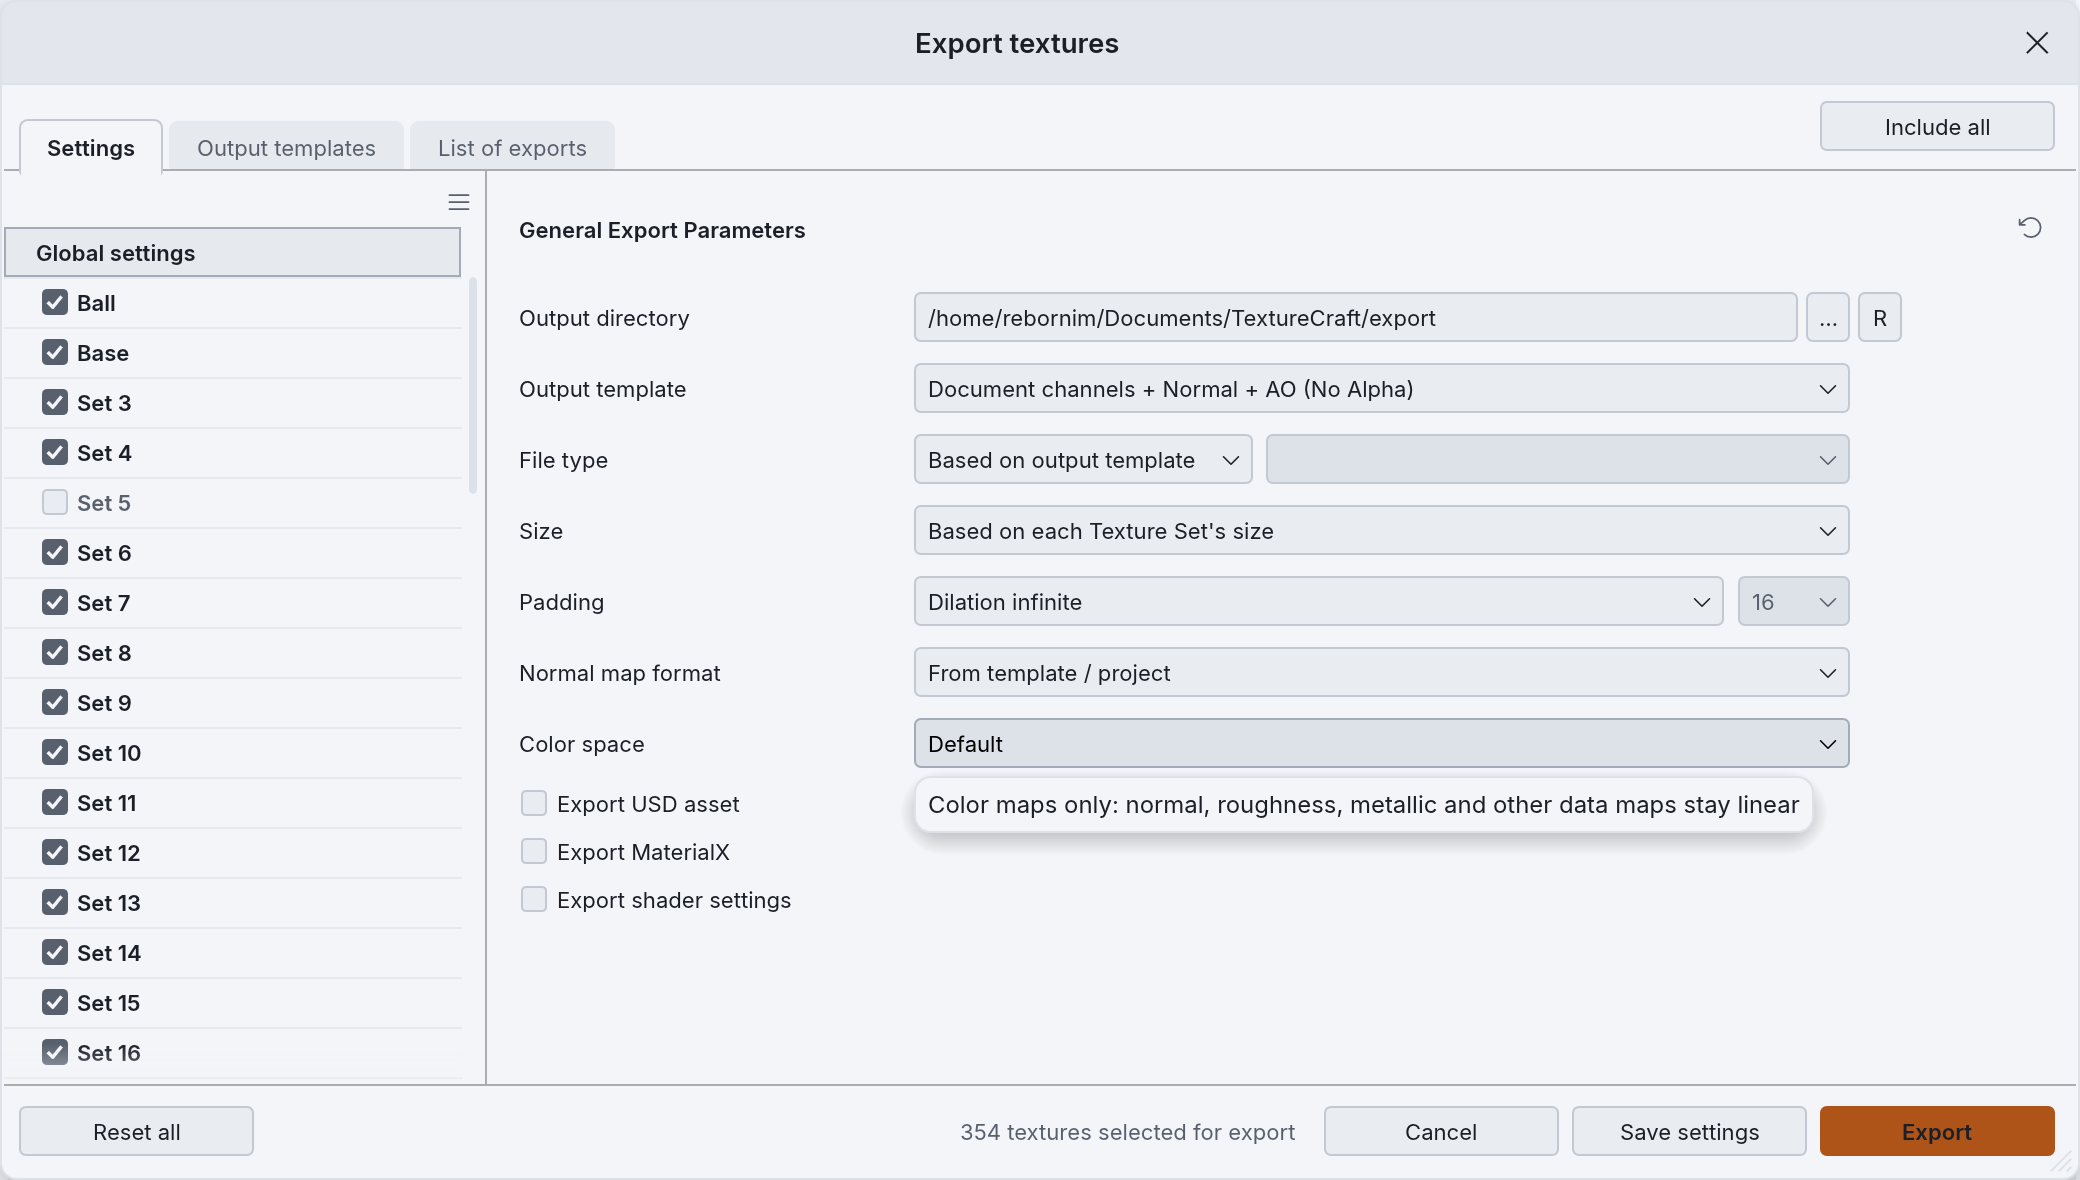 Export textures
Settings
Output templates
List of exports
Include all
Global settings
Ball
Base
Set 3
Set 4
Set 5
Set 6
Set 7
Set 8
Set 9
Set 10
Set 11
Set 12
Set 13
Set 14
Set 15
Set 16
General Export Parameters
Output directory
/home/rebornim/Documents/TextureCraft/export
...
R
Output template
Document channels + Normal + AO (No Alpha)
File type
Based on output template
Size
Based on each Texture Set's size
Padding
Dilation infinite
16
Normal map format
From template / project
Color space
Default
Color maps only: normal, roughness, metallic and other data maps stay linear
Export USD asset
Export MaterialX
Export shader settings
Reset all
354 textures selected for export
Cancel
Save settings
Export